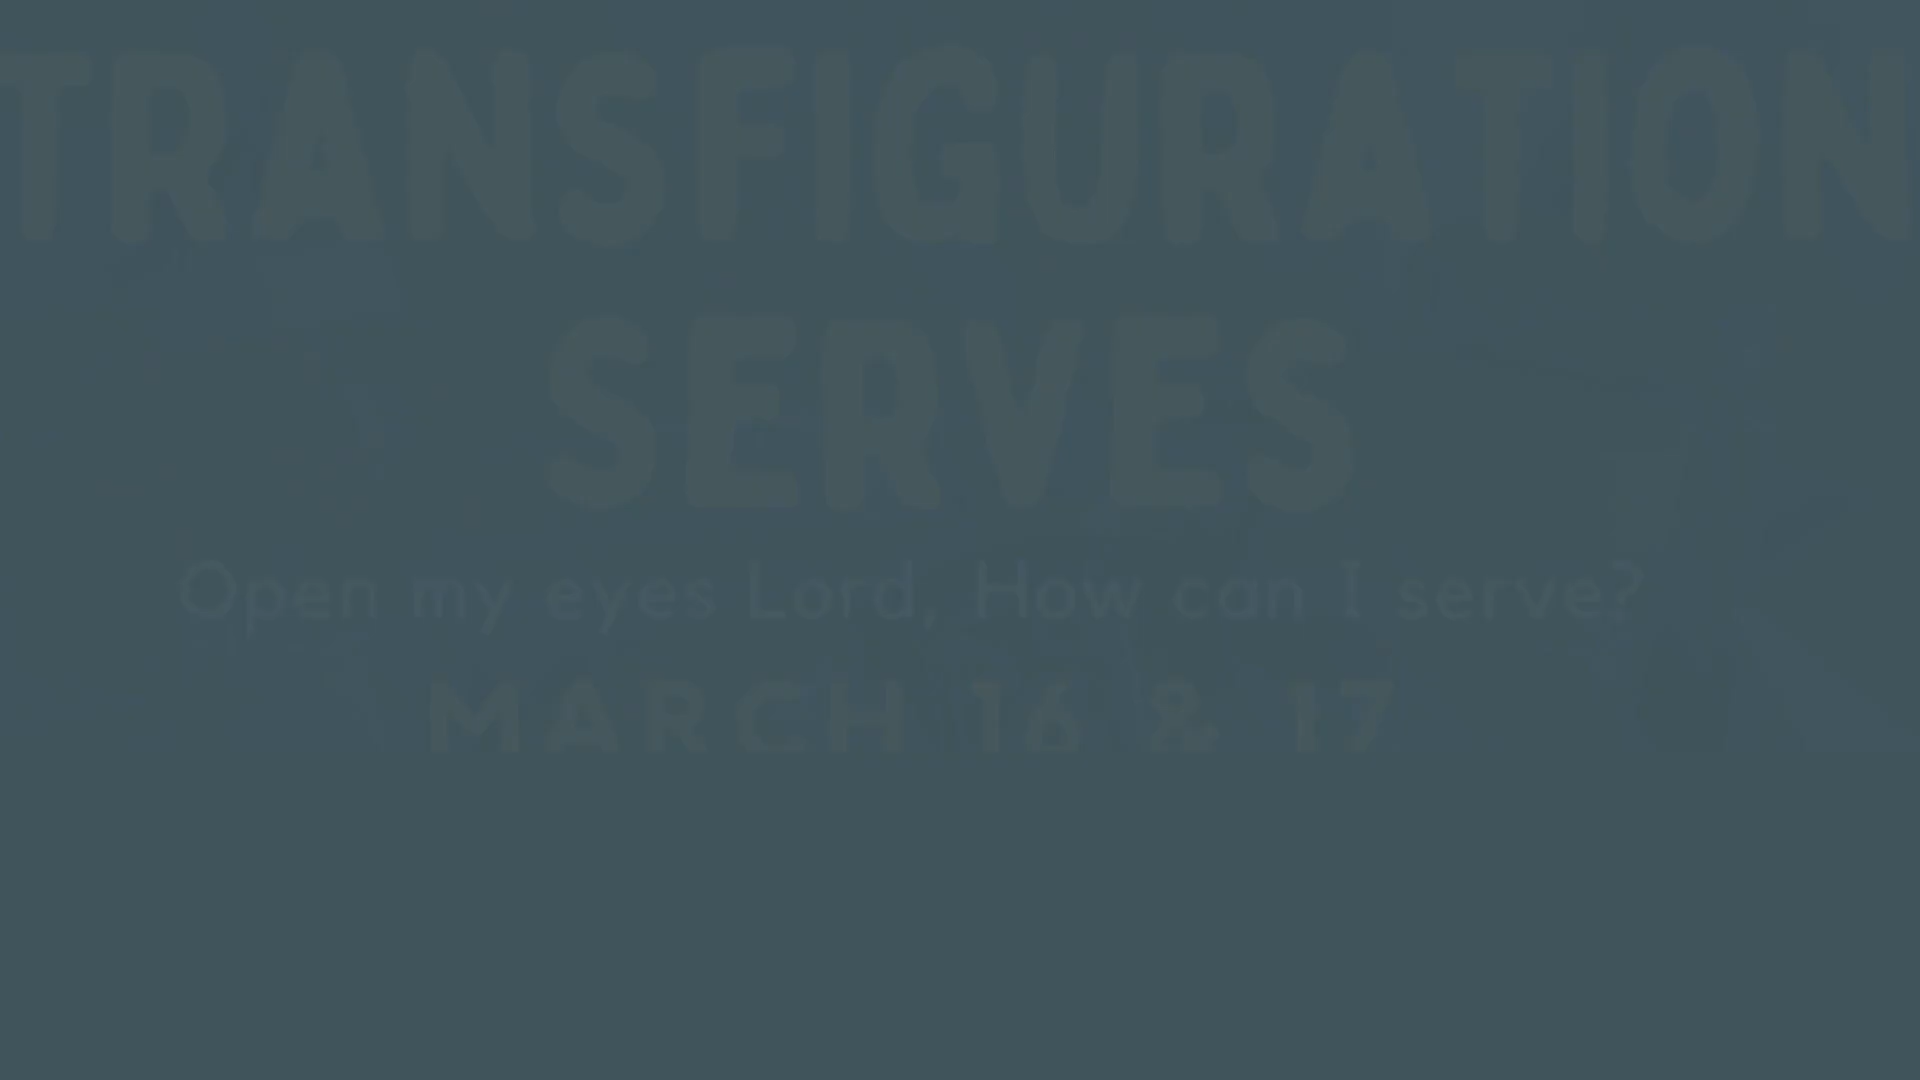 TRANSFIGURATION
SERVES
Open my eyes Lord, How can I serve?
MARCH 16 & 17